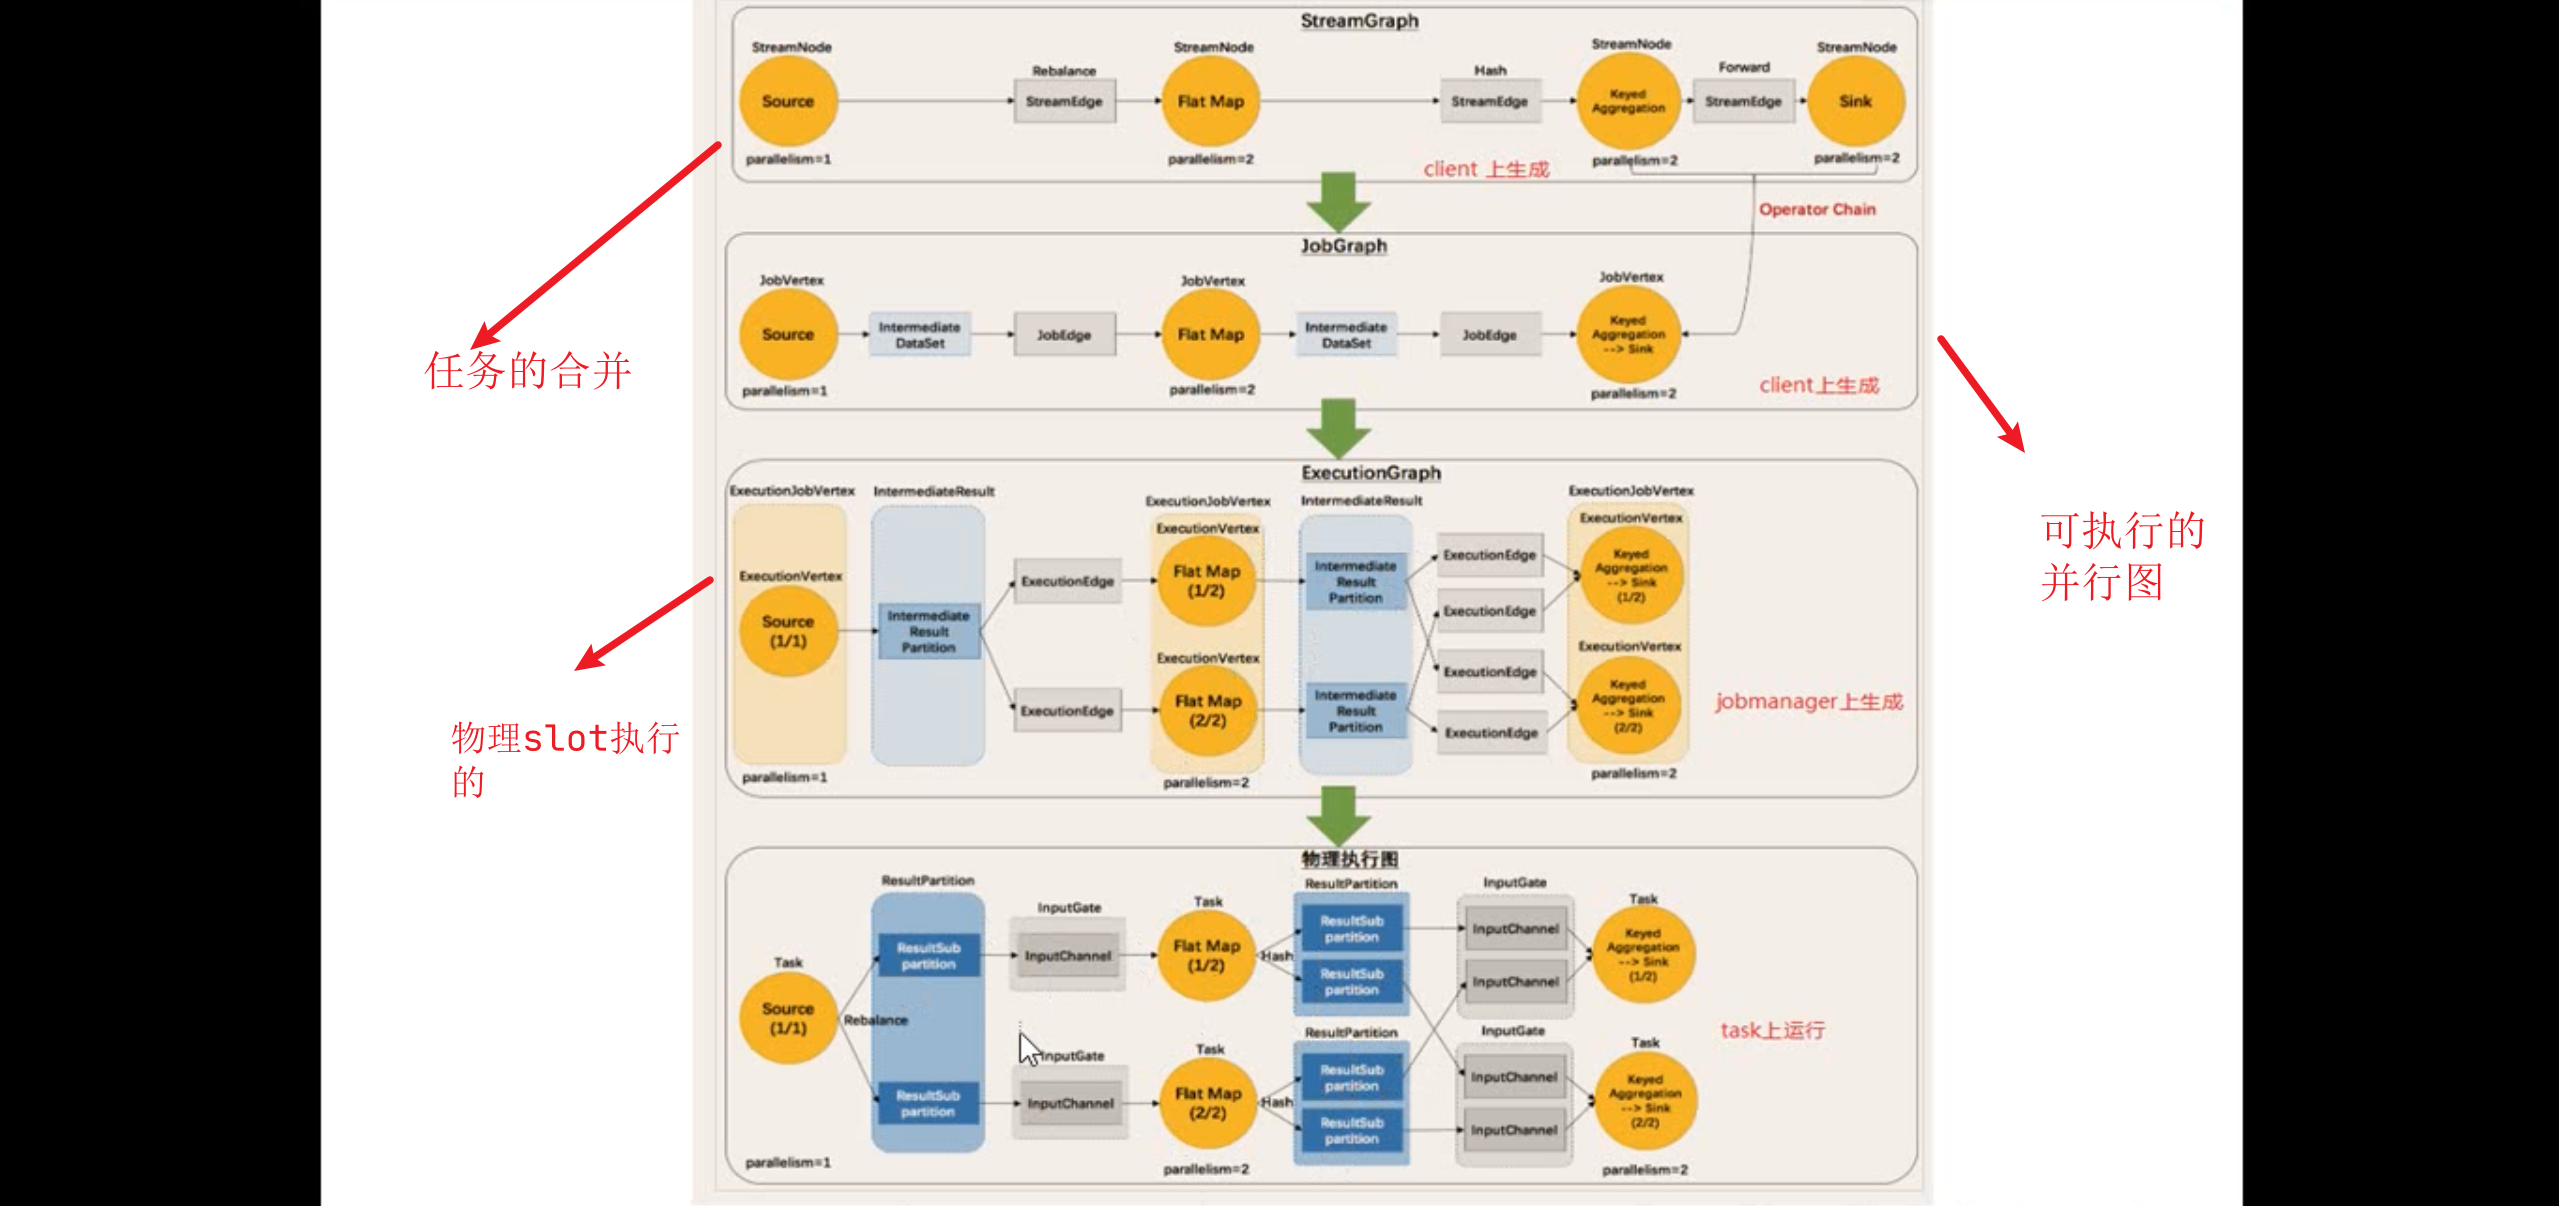 StreamGraph
StreamNode
StreamNode
StreamNode
StreamNode
Rebalance
Hash
Forward
Source
StreamEdge
Flat Map
StreamEdge
Keyed
Aggregation
StreamEdge
Sink
parallelism=1
parallelism=2
parallelism=2
parallelism=2
client 上生成
Operator Chain
JobGraph
JobVertex
JobVertex
JobVertex
Source
Intermediate
DataSet
JobEdge
Flat Map
Intermediate
DataSet
JobEdge
Keyed
Aggregation
--> Sink
parallelism=1
parallelism=2
parallelism=2
client上生成
任务的合并
可执行的
并行图
ExecutionGraph
ExecutionJobVertex
IntermediateResult
ExecutionJobVertex
IntermediateResult
ExecutionJobVertex
ExecutionVertex
Source
(1/1)
Intermediate
Result
Partition
ExecutionEdge
ExecutionEdge
ExecutionVertex
Flat Map
(1/2)
ExecutionVertex
Flat Map
(2/2)
Intermediate
Result
Partition
Intermediate
Result
Partition
ExecutionEdge
ExecutionEdge
ExecutionEdge
ExecutionEdge
ExecutionVertex
Keyed
Aggregation
--> Sink
(1/2)
ExecutionVertex
Keyed
Aggregation
--> Sink
(2/2)
parallelism=1
parallelism=2
parallelism=2
jobmanager上生成
物理slot执行
的
物理执行图
Task
Source
(1/1)
Rebalance
ResultPartition
ResultSub
partition
ResultSub
partition
InputGate
InputChannel
InputGate
InputChannel
Task
Flat Map
(1/2)
Hash
Task
Flat Map
(2/2)
Hash
ResultPartition
ResultSub
partition
ResultSub
partition
ResultPartition
ResultSub
partition
ResultSub
partition
InputGate
InputChannel
InputChannel
InputGate
InputChannel
InputChannel
Task
Keyed
Aggregation
--> Sink
(1/2)
Task
Keyed
Aggregation
--> Sink
(2/2)
parallelism=1
parallelism=2
parallelism=2
task上运行